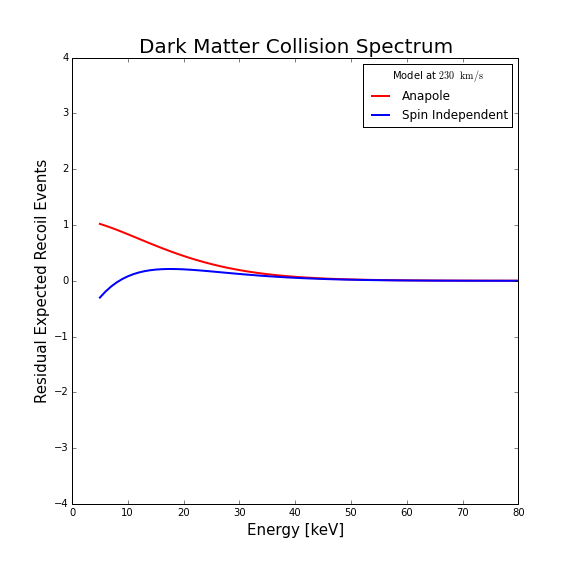 Dark Matter Collision Spectrum
Model at 230 km/s
Anapole
Spin Independent
Residual Expected Recoil Events
4
3
2
1
0
−1
−2
−3
−4
0 10 20 30 40 50 60 70 80
Energy [keV]